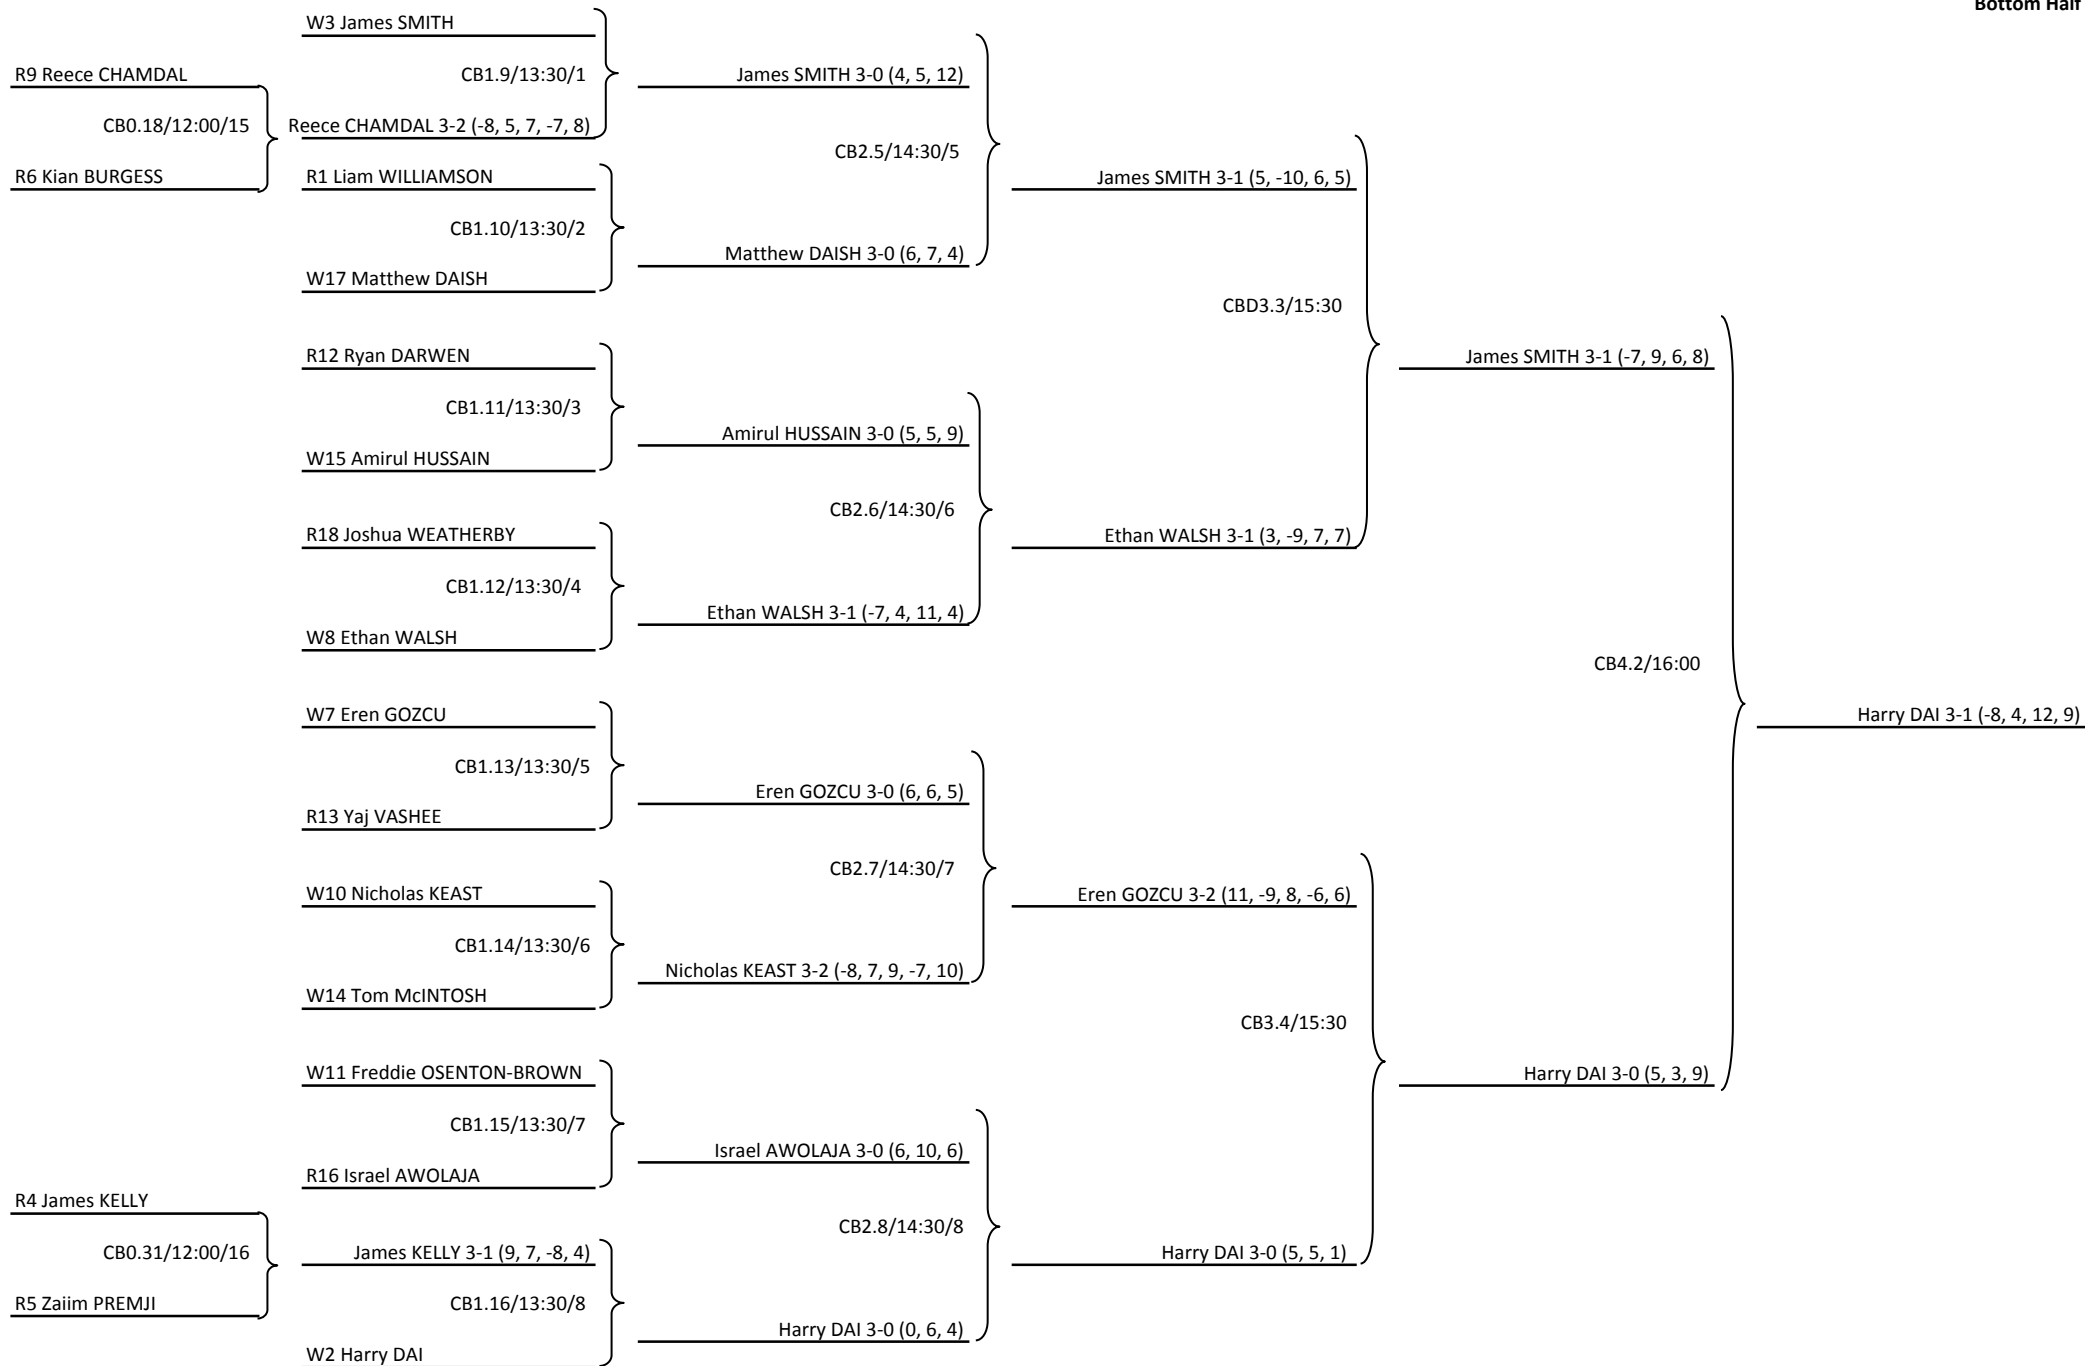 Bottom Half
W3 James SMITH
R9 Reece CHAMDAL
CB1.9/13:30/1
James SMITH 3-0 (4, 5, 12)
CB0.18/12:00/15
Reece CHAMDAL 3-2 (-8, 5, 7, -7, 8)
CB2.5/14:30/5
R6 Kian BURGESS
R1 Liam WILLIAMSON
James SMITH 3-1 (5, -10, 6, 5)
CB1.10/13:30/2
Matthew DAISH 3-0 (6, 7, 4)
W17 Matthew DAISH
CBD3.3/15:30
R12 Ryan DARWEN
James SMITH 3-1 (-7, 9, 6, 8)
CB1.11/13:30/3
Amirul HUSSAIN 3-0 (5, 5, 9)
W15 Amirul HUSSAIN
CB2.6/14:30/6
R18 Joshua WEATHERBY
Ethan WALSH 3-1 (3, -9, 7, 7)
CB1.12/13:30/4
Ethan WALSH 3-1 (-7, 4, 11, 4)
W8 Ethan WALSH
CB4.2/16:00
W7 Eren GOZCU
Harry DAI 3-1 (-8, 4, 12, 9)
CB1.13/13:30/5
Eren GOZCU 3-0 (6, 6, 5)
R13 Yaj VASHEE
CB2.7/14:30/7
W10 Nicholas KEAST
Eren GOZCU 3-2 (11, -9, 8, -6, 6)
CB1.14/13:30/6
Nicholas KEAST 3-2 (-8, 7, 9, -7, 10)
W14 Tom McINTOSH
CB3.4/15:30
W11 Freddie OSENTON-BROWN
Harry DAI 3-0 (5, 3, 9)
CB1.15/13:30/7
Israel AWOLAJA 3-0 (6, 10, 6)
R16 Israel AWOLAJA
R4 James KELLY
CB2.8/14:30/8
CB0.31/12:00/16
James KELLY 3-1 (9, 7, -8, 4)
Harry DAI 3-0 (5, 5, 1)
R5 Zaiim PREMJI
CB1.16/13:30/8
Harry DAI 3-0 (0, 6, 4)
W2 Harry DAI